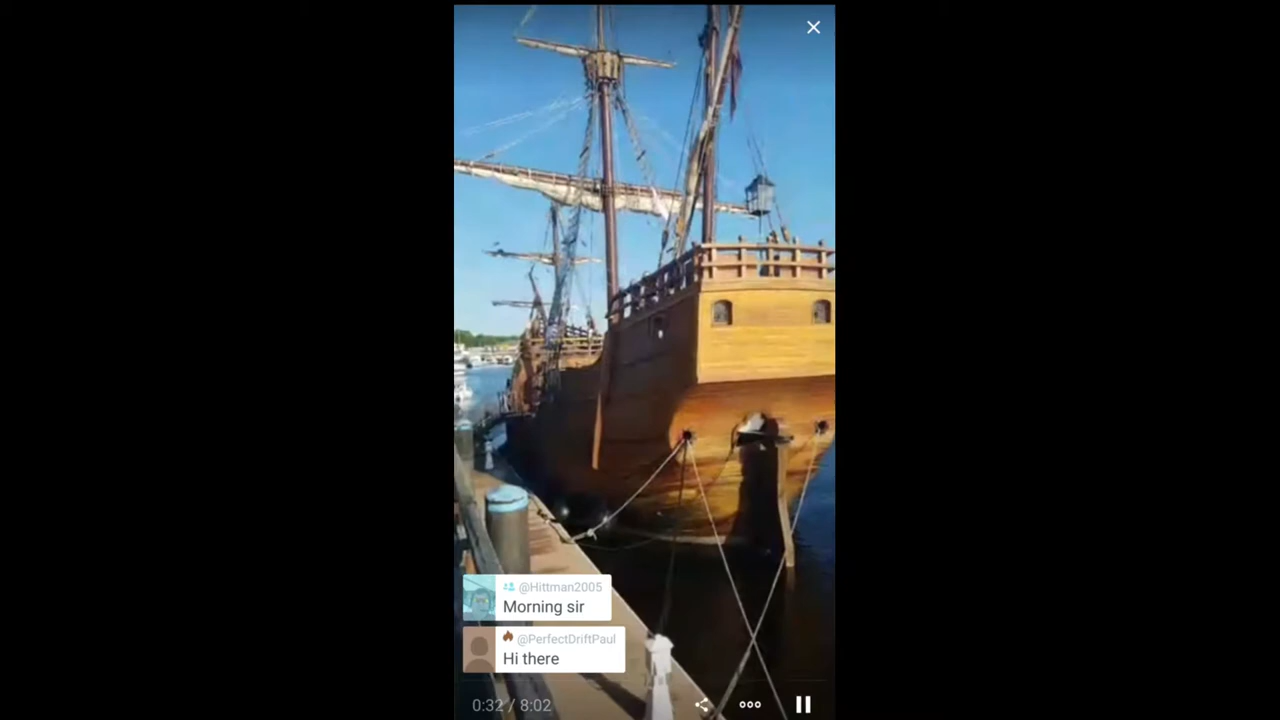 @Hittman2005
Morning sir
@PerfectDriftPaul
Hi there
0:32 / 8:02